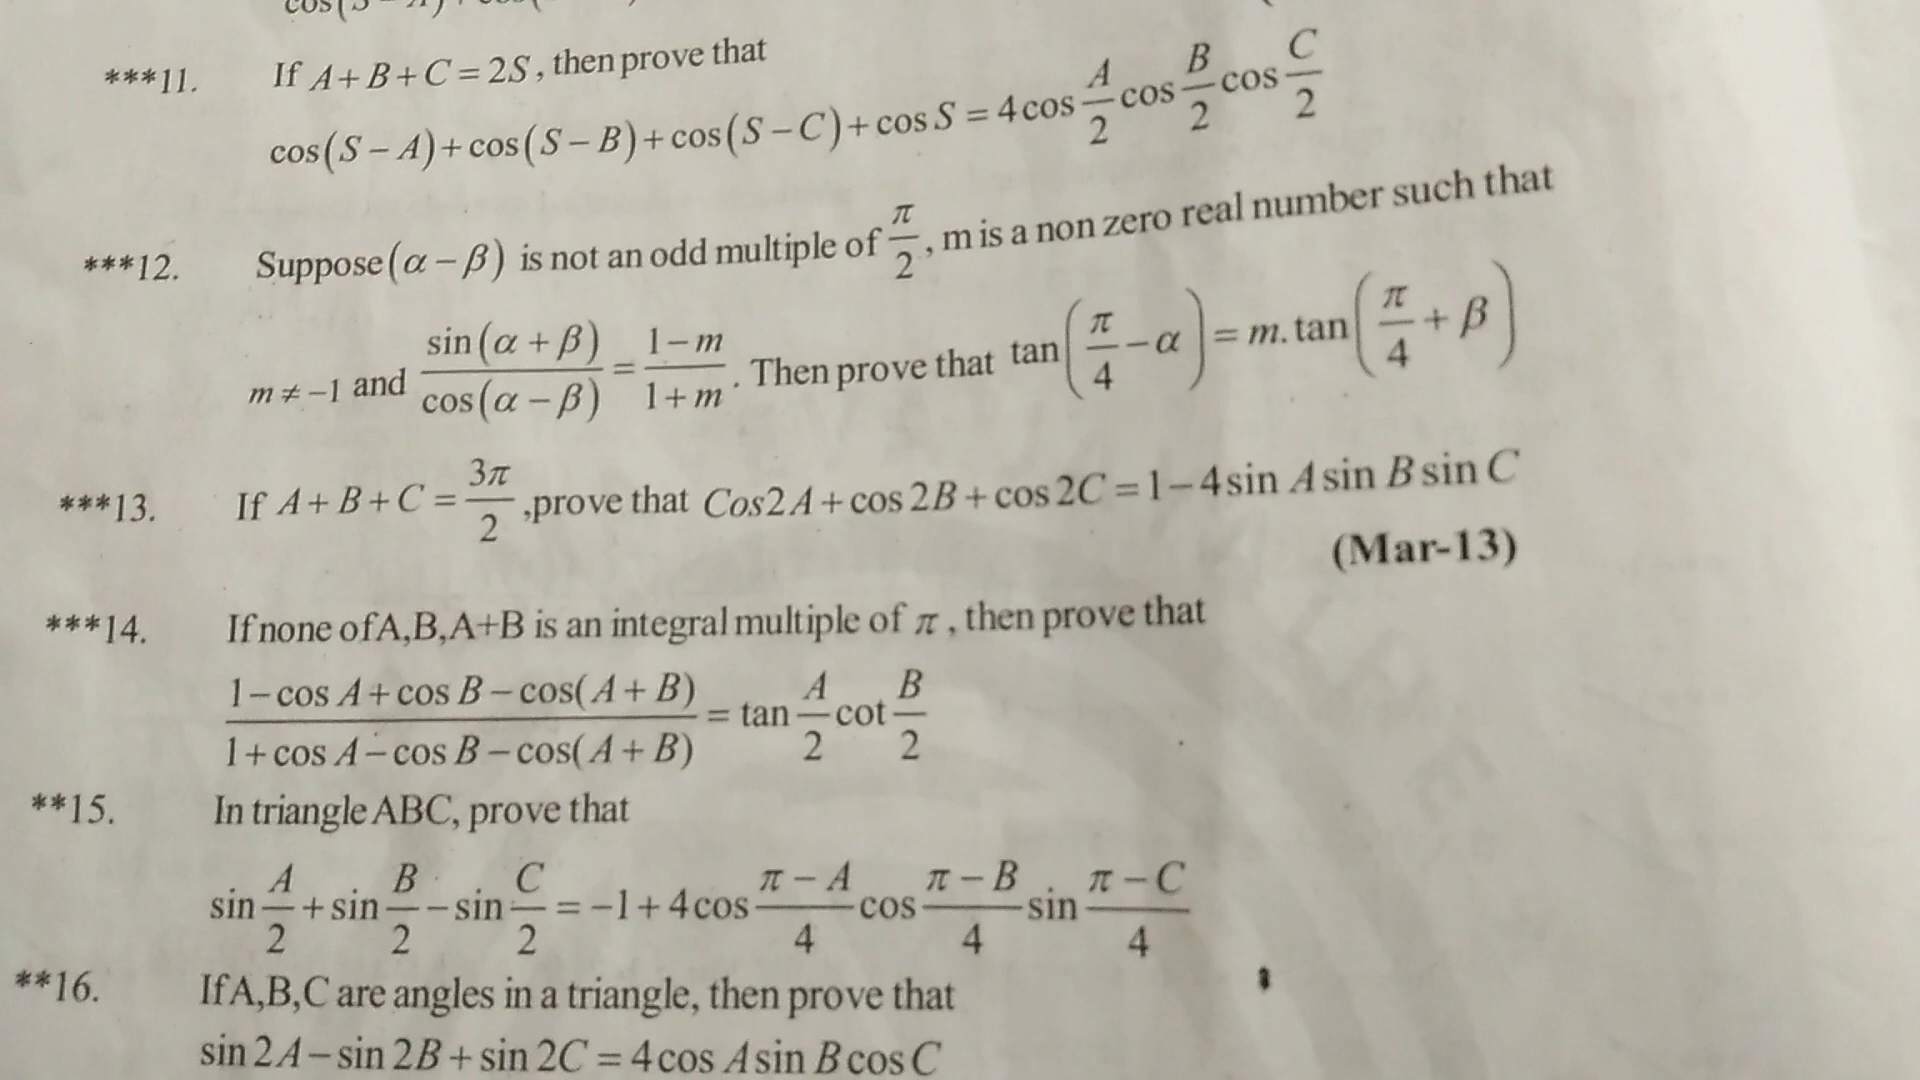 ***11. If A+B+C=2S, then prove that
cos(S−A)+cos(S−B)+cos(S−C)+cos S = 4cos A/2 cos B/2 cos C/2
***12. Suppose (α−β) is not an odd multiple of π/2, m is a non zero real number such that
m≠−1 and sin(α+β)/cos(α−β) = (1−m)/(1+m). Then prove that tan(π/4−α) = m.tan(π/4+β)
***13. If A+B+C = 3π/2 ,prove that Cos2A+cos2B+cos2C=1−4sin A sin B sin C
(Mar-13)
***14. If none of A,B,A+B is an integral multiple of π, then prove that
(1−cos A+cos B−cos(A+B))/(1+cos A−cos B−cos(A+B)) = tan A/2 cot B/2
**15. In triangle ABC, prove that
sin A/2 + sin B/2 − sin C/2 = −1+4cos (π−A)/4 cos (π−B)/4 sin (π−C)/4
**16. If A,B,C are angles in a triangle, then prove that
sin 2A−sin 2B+sin 2C = 4cos A sin B cos C